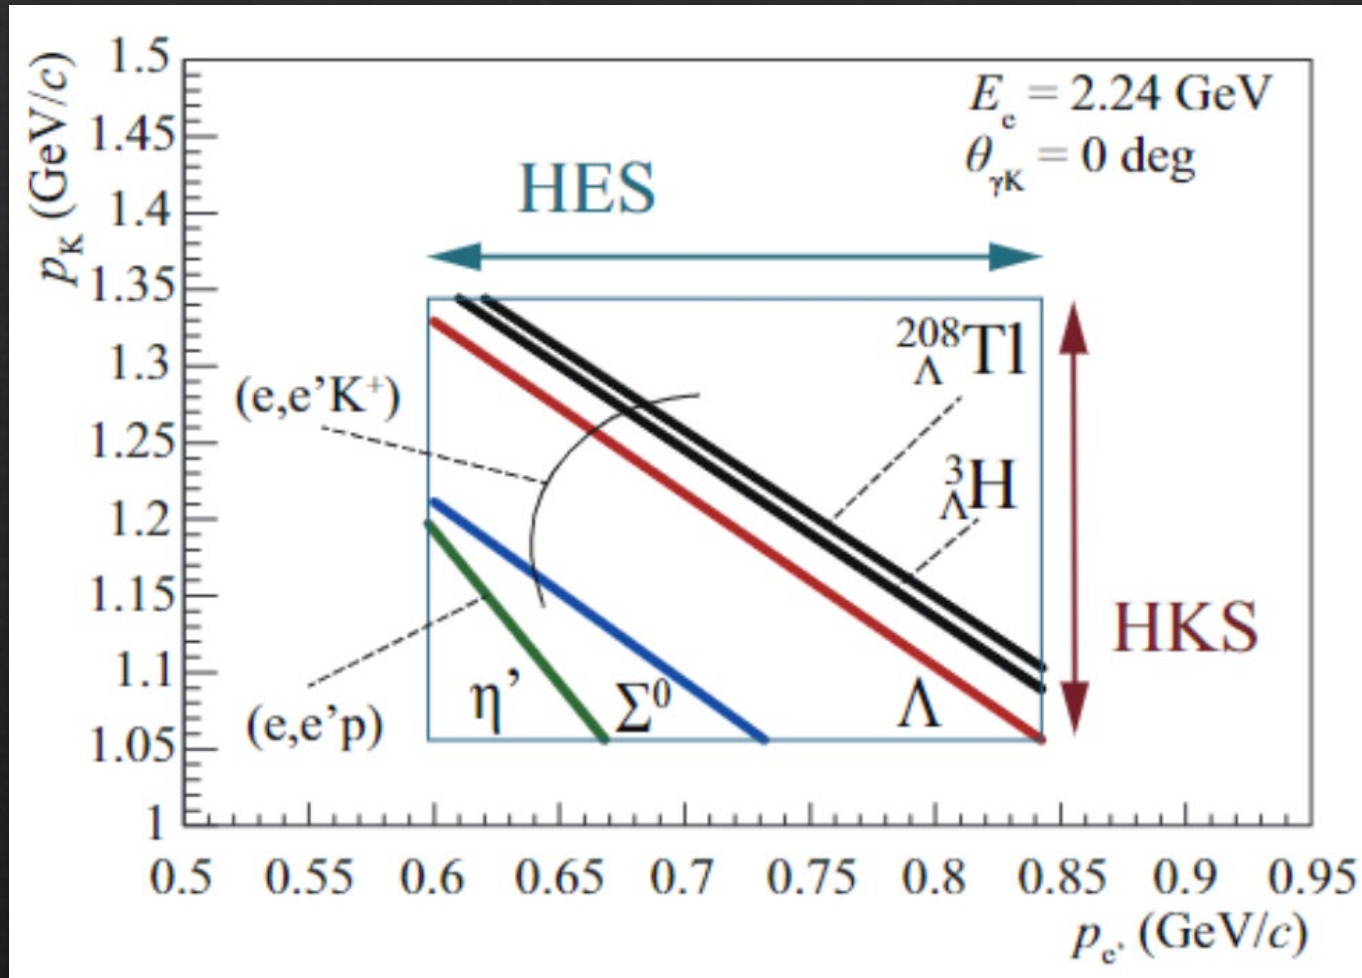 p_K (GeV/c)
1.5
1.45
1.4
1.35
1.3
1.25
1.2
1.15
1.1
1.05
1
E_e = 2.24 GeV
θ_γK = 0 deg
HES
²⁰⁸_ΛTl
(e,e’K⁺)
³_ΛH
HKS
(e,e’p)
η’
Σ⁰
Λ
0.5 0.55 0.6 0.65 0.7 0.75 0.8 0.85 0.9 0.95
p_e’ (GeV/c)